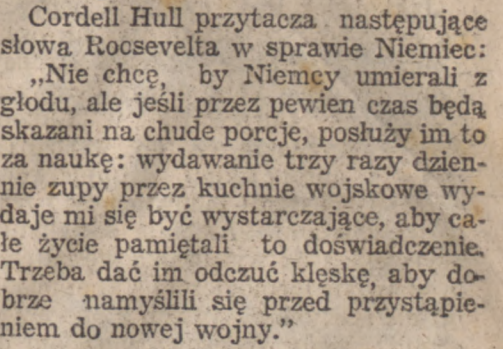 Cordell Hull przytacza następujące
słowa Roosevelta w sprawie Niemiec:
„Nie chcę, by Niemcy umierali z
głodu, ale jeśli przez pewien czas będą
skazani na chude porcje, posłuży im to
za naukę: wydawanie trzy razy dzien-
nie zupy przez kuchnie wojskowe wy-
daje mi się być wystarczające, aby ca-
łe życie pamiętali to doświadczenie.
Trzeba dać im odczuć klęskę, aby do-
brze namyślili się przed przystąpie-
niem do nowej wojny.”